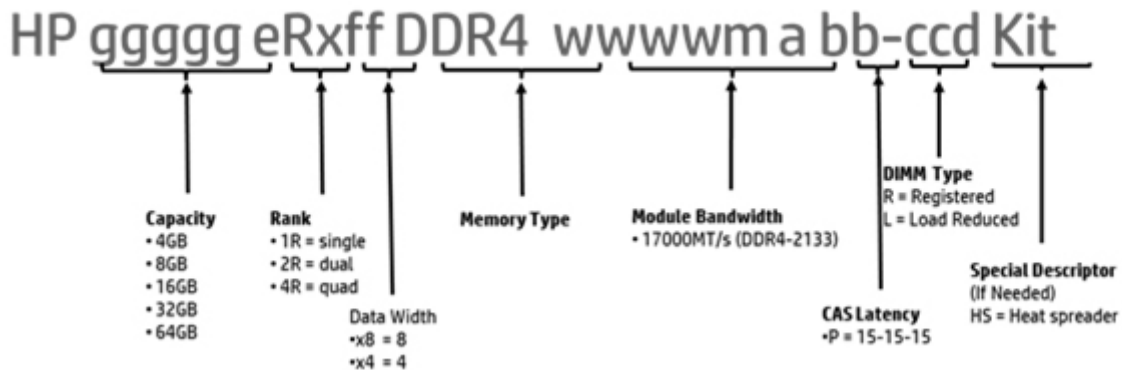 HP ggggg eRxff DDR4 wwwwm a bb-ccd Kit
Capacity
• 4GB
• 8GB
• 16GB
• 32GB
• 64GB
Rank
• 1R = single
• 2R = dual
• 4R = quad
Data Width
•x8 = 8
•x4 = 4
Memory Type
Module Bandwidth
• 17000MT/s (DDR4-2133)
CAS Latency
•P = 15-15-15
DIMM Type
R = Registered
L = Load Reduced
Special Descriptor
(If Needed)
HS = Heat spreader